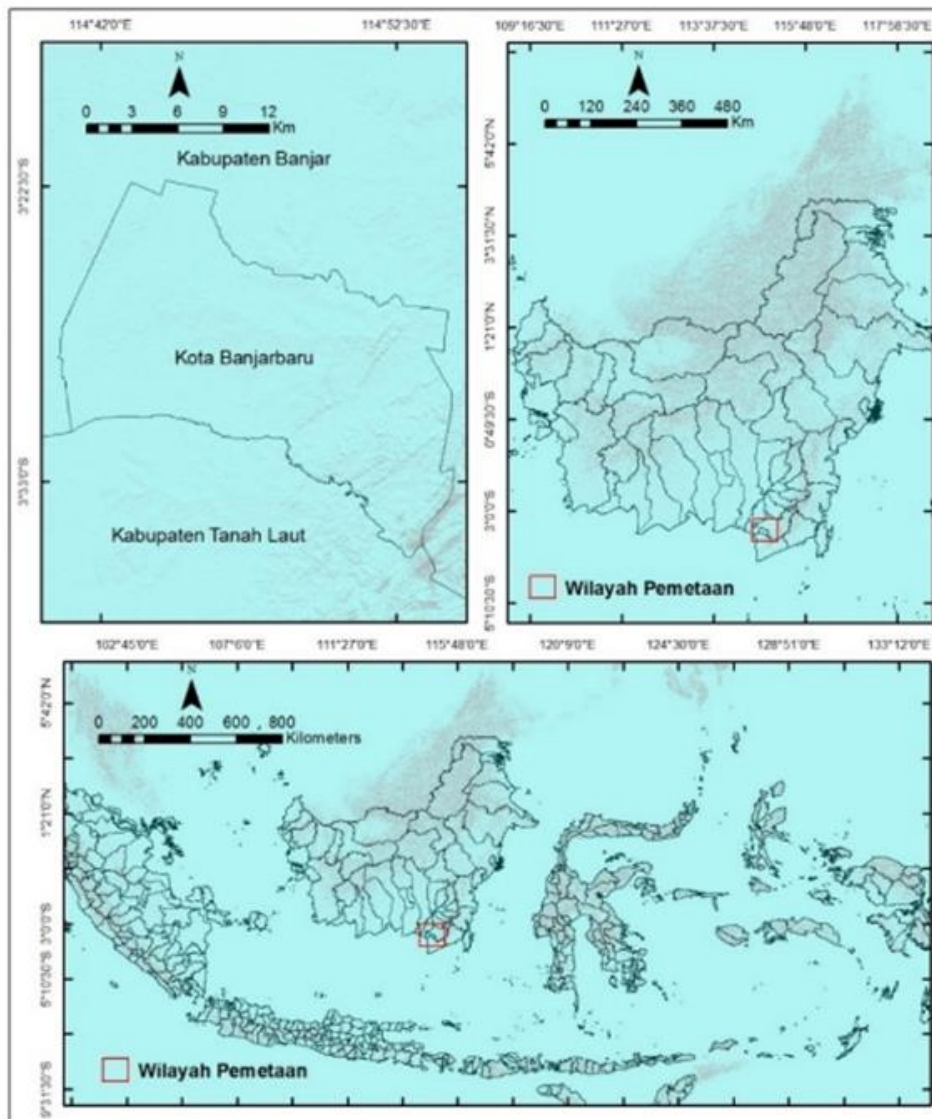 114°42'0"E 114°52'30"E
N
0 3 6 9 12
Km
Kabupaten Banjar
3°22'30"S
Kota Banjarbaru
3°33'0"S
Kabupaten Tanah Laut
109°16'30"E 111°27'0"E 113°37'30"E 115°48'0"E 117°58'30"E
N
0 120 240 360 480
Km
5°42'0"N
3°31'30"N
1°21'0"N
0°49'30"S
3°0'0"S
5°10'30"S
Wilayah Pemetaan
102°45'0"E 107°6'0"E 111°27'0"E 115°48'0"E 120°9'0"E 124°30'0"E 128°51'0"E 133°12'0"E
N
0 200 400 600 800
Kilometers
5°42'0"N
1°21'0"N
3°0'0"S
5°10'30"S
Wilayah Pemetaan